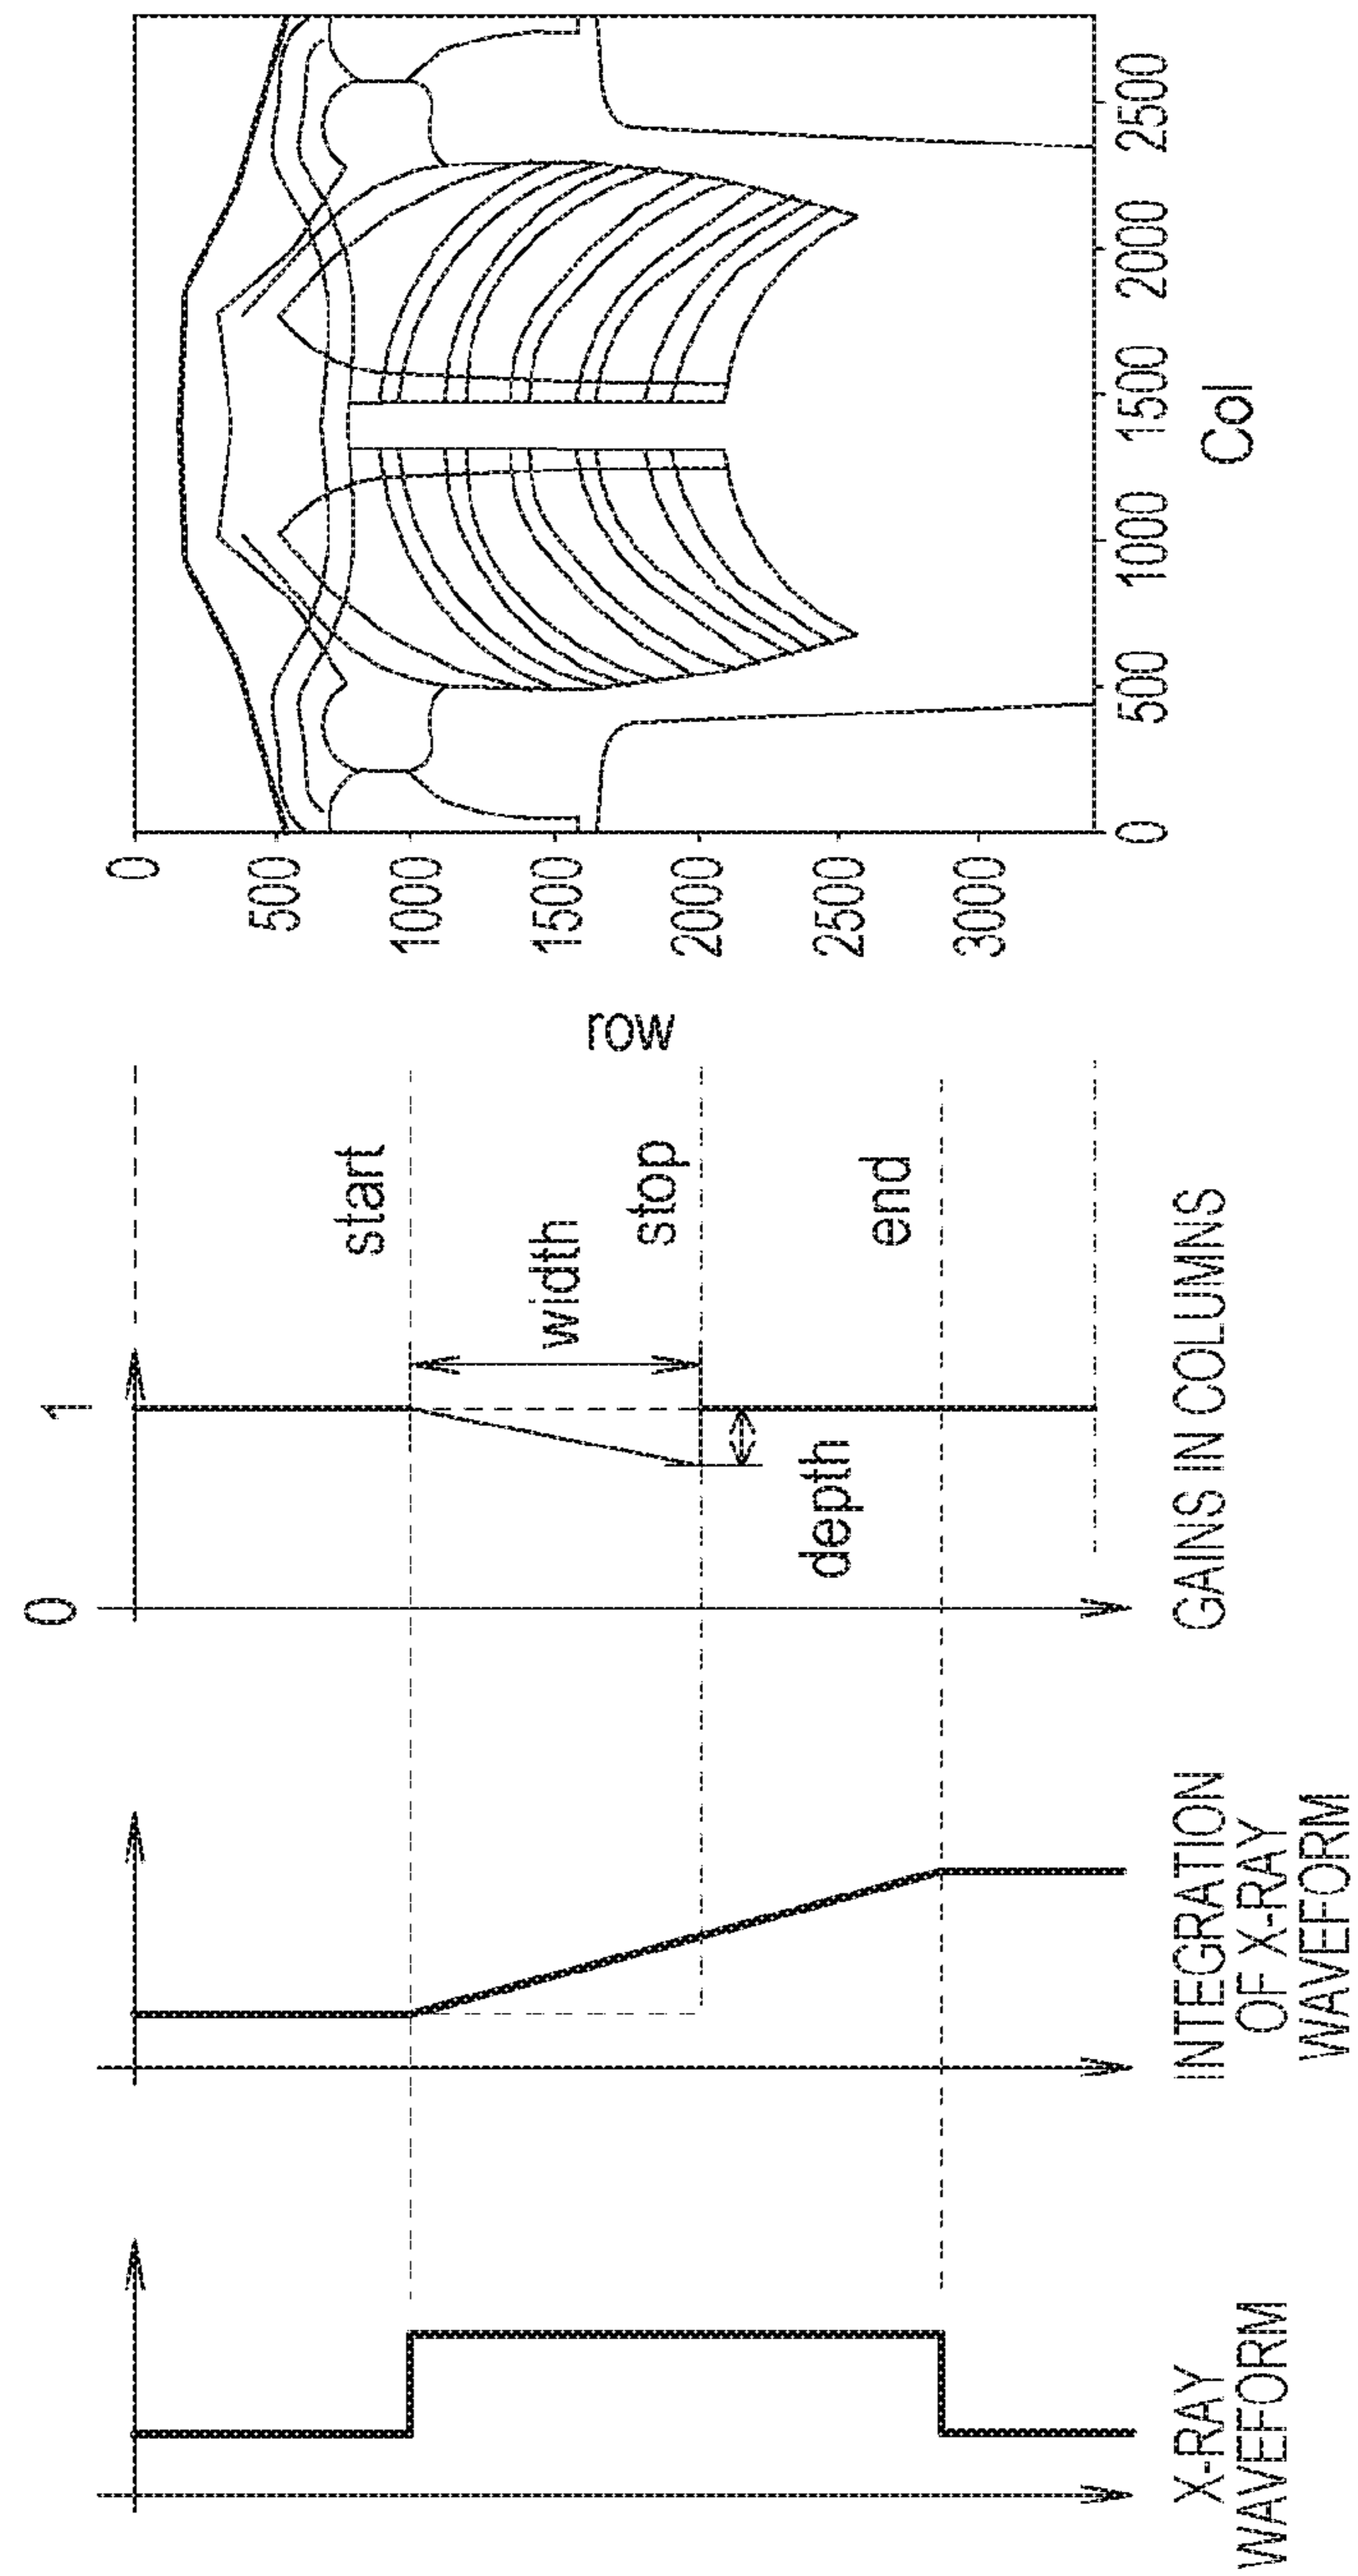 X-RAY
WAVEFORM
INTEGRATION
OF X-RAY
WAVEFORM
0
1
start
width
stop
depth
end
GAINS IN COLUMNS
row
0
500
1000
1500
2000
2500
3000
0
500
1000
1500
2000
2500
Col